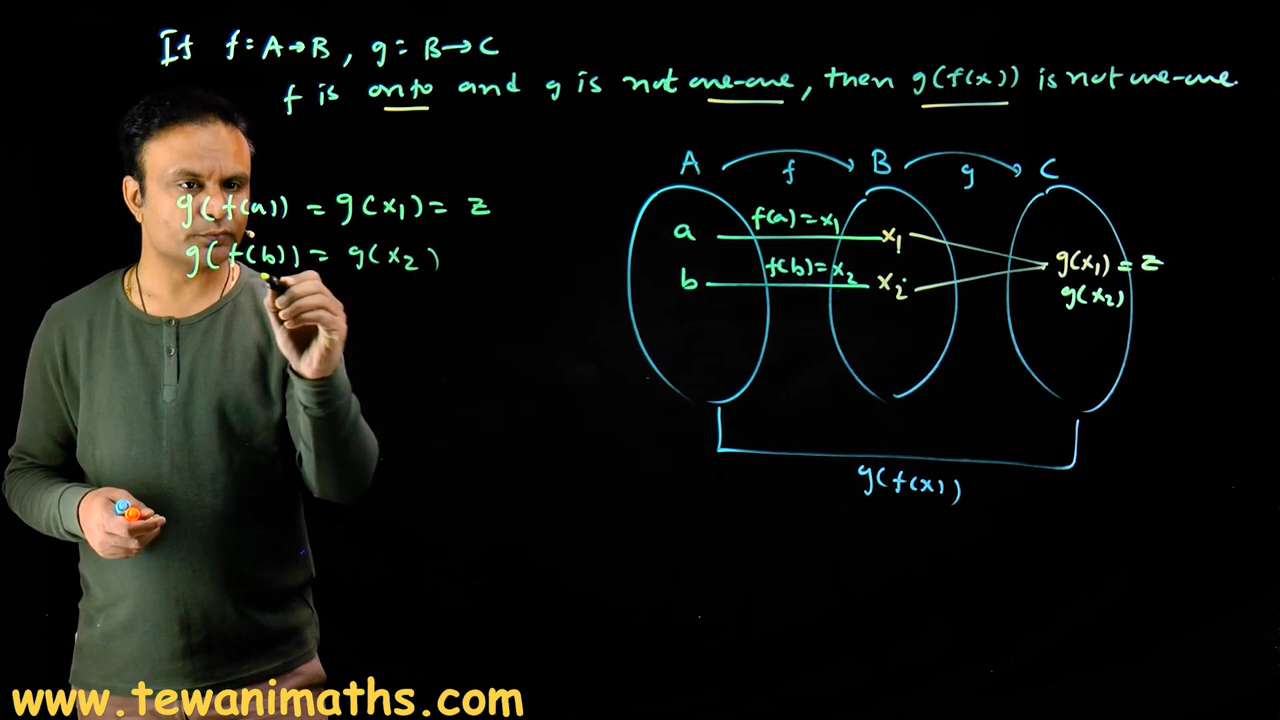 If f: A→B, g: B→C
f is onto and g is not one-one, then g(f(x)) is not one-one.
A f B g C
g(f(a)) = g(x₁) = z
g(f(b)) = g(x₂)
a f(a)=x₁ x₁ g(x₁) = z
b f(b)=x₂ x₂ g(x₂)
g(f(x))
www.tewanimaths.com